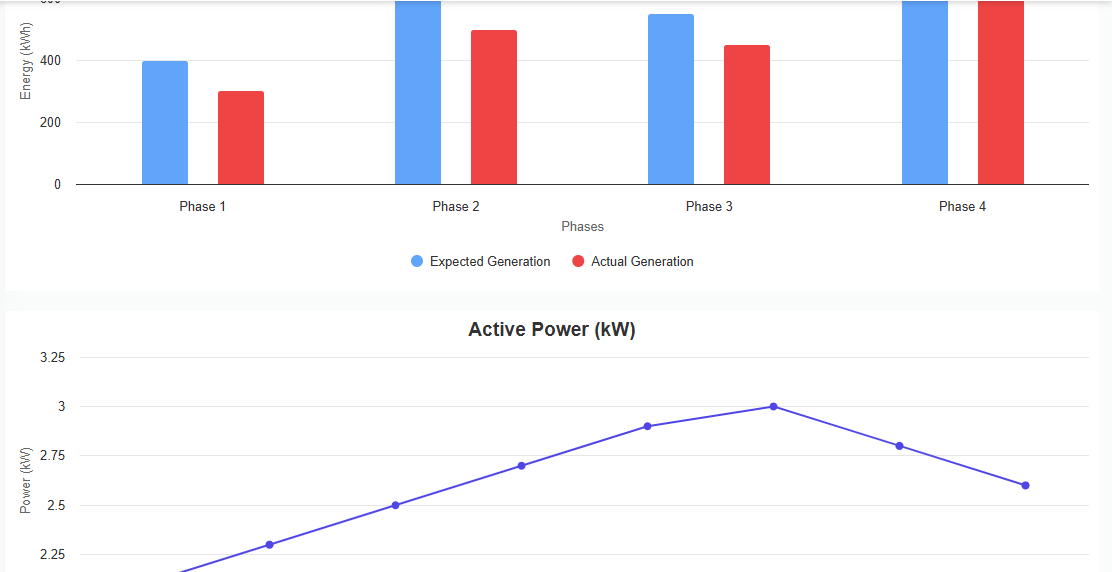 Energy (kWh)
400
200
0
Phase 1
Phase 2
Phase 3
Phase 4
Phases
Expected Generation
Actual Generation
Active Power (kW)
3.25
3
2.75
2.5
2.25
Power (kW)